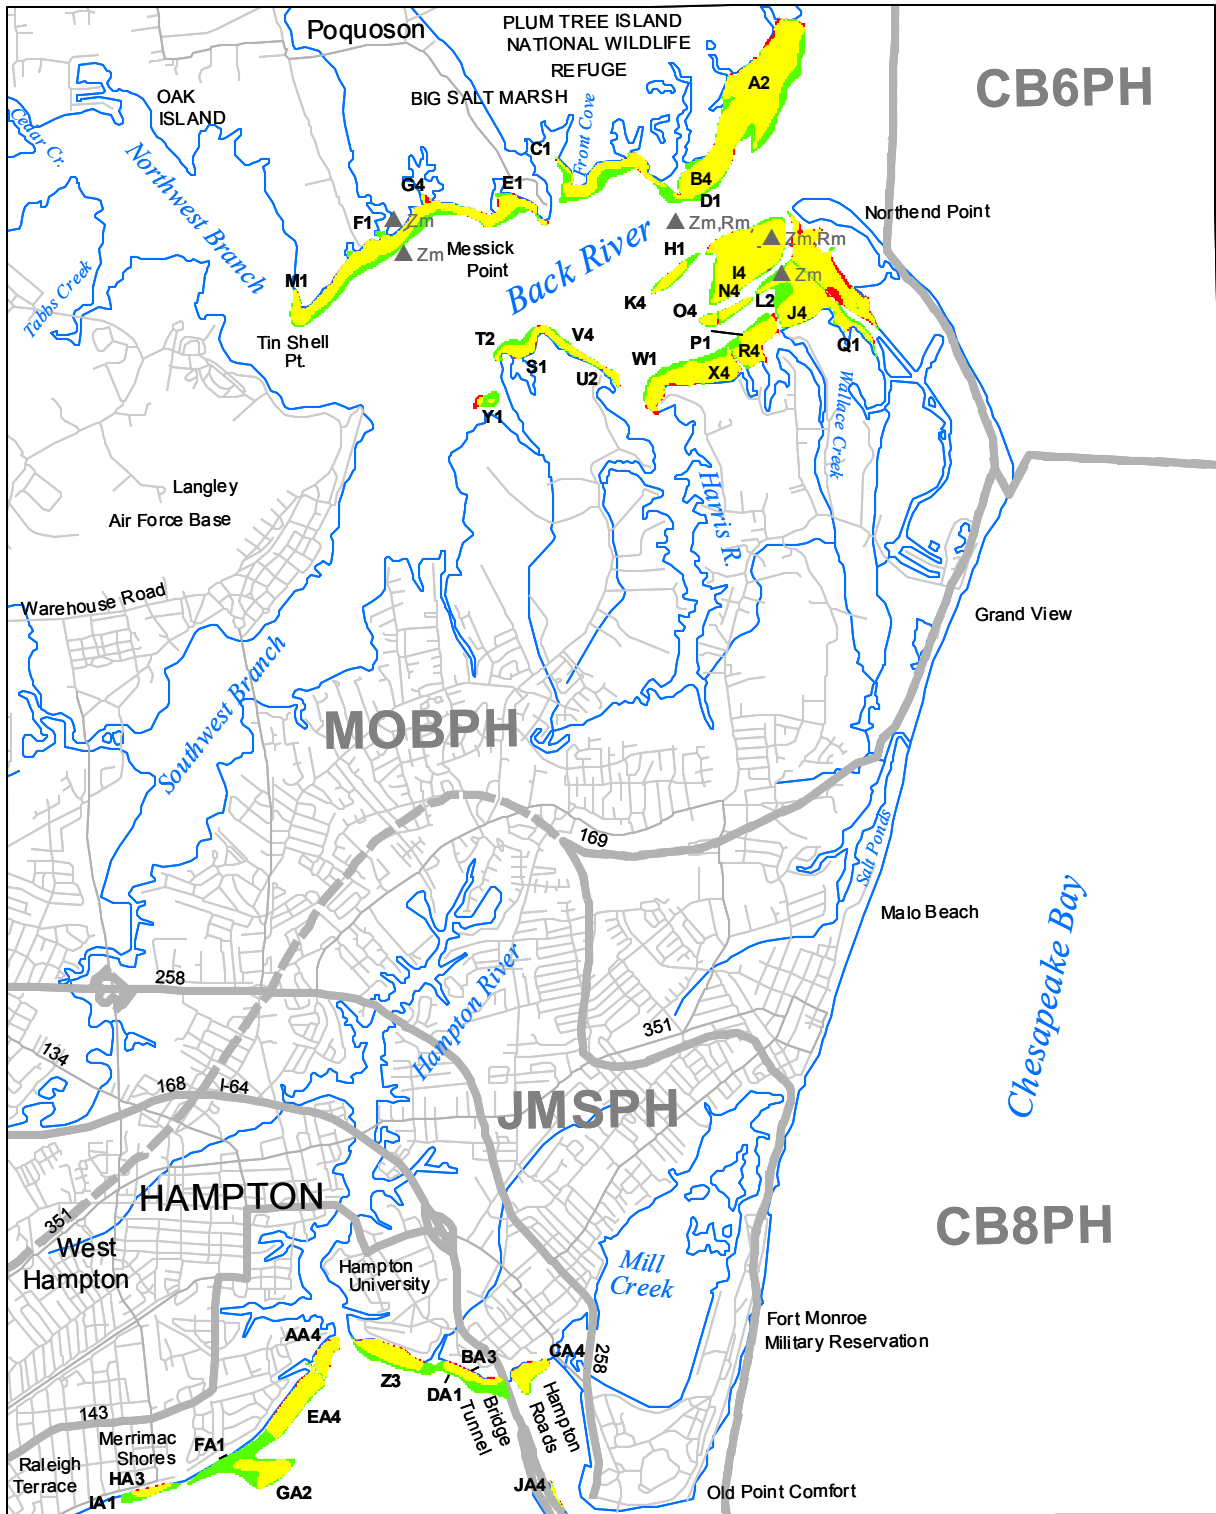 Poquoson
PLUM TREE ISLAND
NATIONAL WILDLIFE
REFUGE
CB6PH
A2
OAK
ISLAND
BIG SALT MARSH
Cedar Cr.
Northwest Branch
Front Cove
C1
G4
E1
B4
D1
F1
Zm
Zm
Messick
Point
Back River
Zm,Rm,
Zm,Rm
Zm
Northend Point
H1
I4
N4
K4
L2
O4
J4
M1
Tabbs Creek
Tin Shell
Pt.
T2
V4
S1
U2
W1
P1
R4
X4
Q1
Y1
Wallace Creek
Harris R.
Langley
Air Force Base
Warehouse Road
Grand View
Southwest Branch
MOBPH
169
Salt Ponds
Malo Beach
Chesapeake Bay
258
Hampton River
351
134
168
I-64
JMSPH
HAMPTON
CB8PH
351
West
Hampton
Hampton
University
Mill
Creek
Fort Monroe
Military Reservation
AA4
Z3
BA3
CA4
258
DA1
Bridge
Tunnel
Hampton
Roads
EA4
143
Merrimac
Shores
FA1
Raleigh
Terrace
HA3
IA1
GA2
JA4
Old Point Comfort